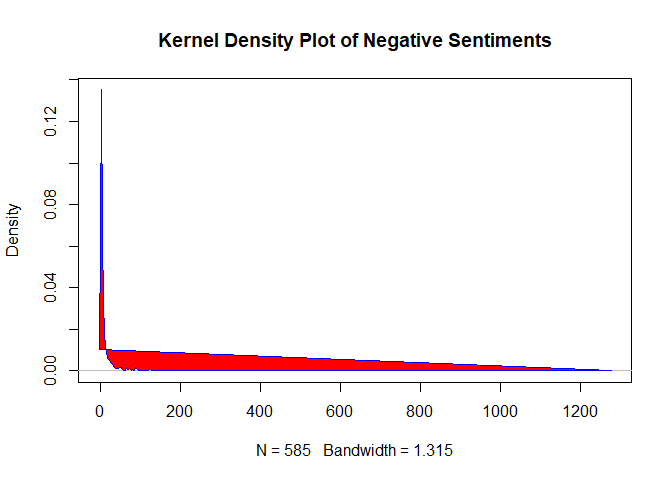 Kernel Density Plot of Negative Sentiments
Density
0.12
0.08
0.04
0.00
0 200 400 600 800 1000 1200
N = 585 Bandwidth = 1.315